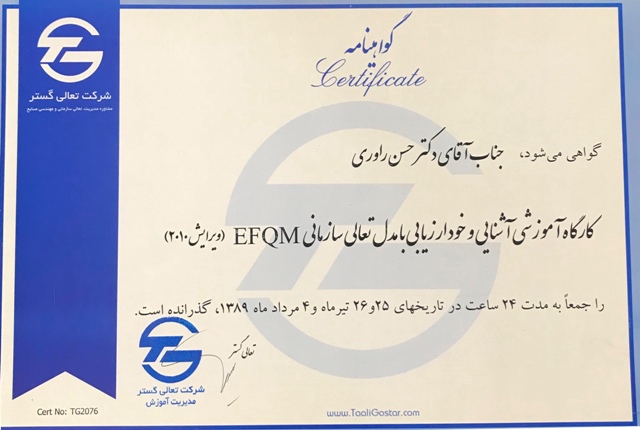 شرکت تعالی گستر
مشاوره مدیریت، تعالی سازمانی و مهندسی صنایع
گواهینامه
Certificate
گواهی می‌شود، جناب آقای دکتر حسن راوری
کارگاه آموزشی آشنایی و خودارزیابی با مدل تعالی سازمانی EFQM (ویرایش ۲۰۱۰)
را جمعاً به مدت ۲۴ ساعت در تاریخهای ۲۵و۲۶ تیرماه و۴ مرداد ماه ۱۳۸۹، گذرانده است.
تعالی گستر
شرکت تعالی گستر
مدیریت آموزش
Cert No: TG2076
www.TaaliGostar.com